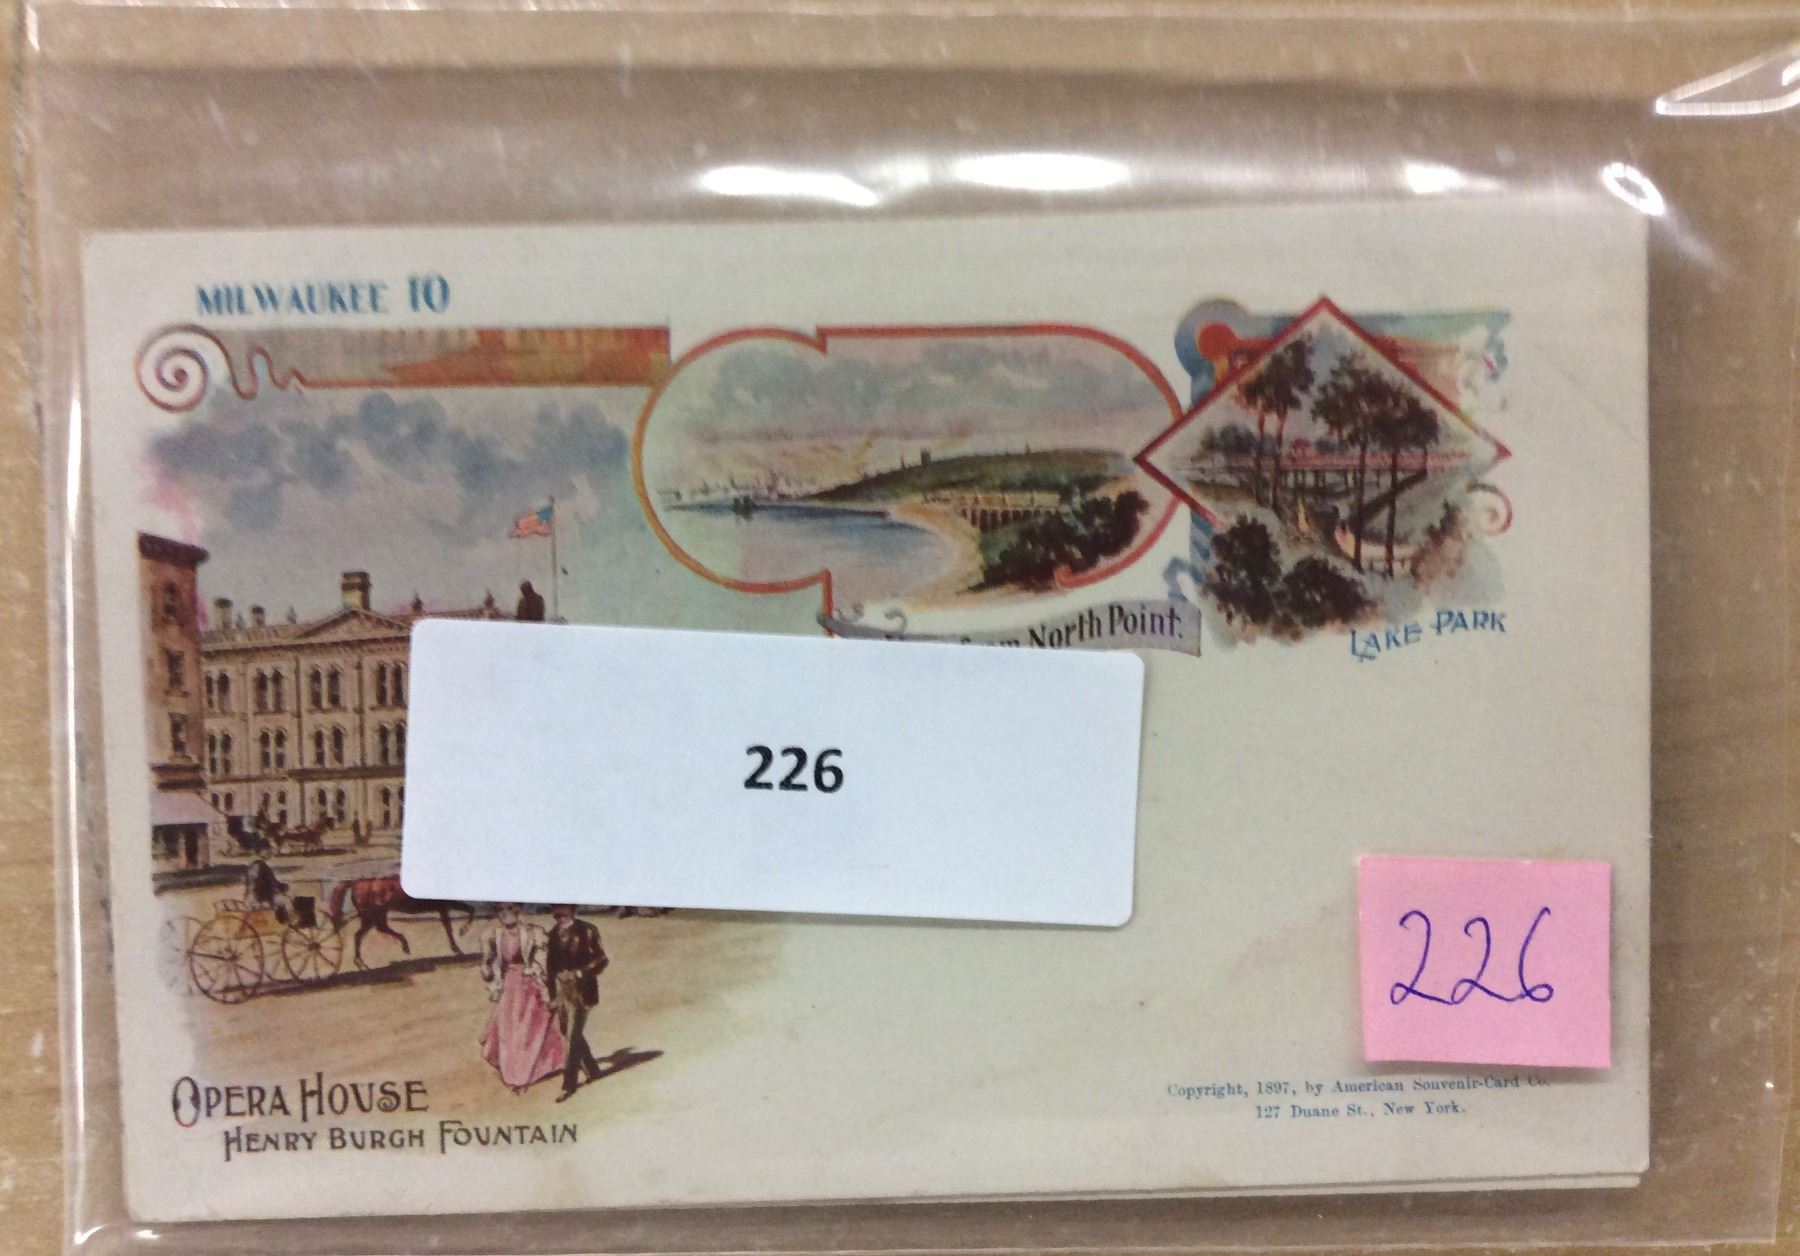 MILWAUKEE 10
North Point.
LAKE PARK
226
226
OPERA HOUSE
HENRY BURGH FOUNTAIN
Copyright, 1897, by American Souvenir-Card Co.
127 Duane St., New York.